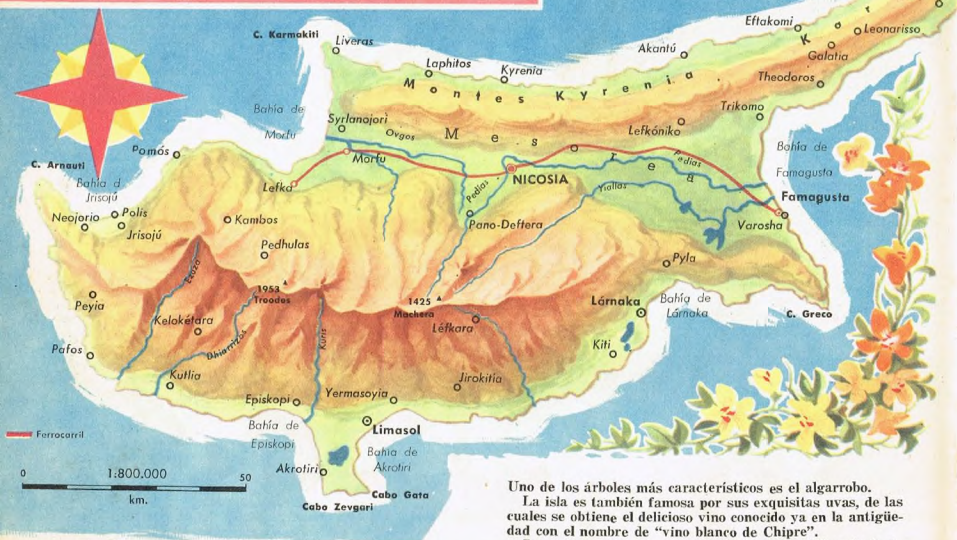 C. Karmakiti
Liveras
Laphitos
Kyrenia
Akantú
Eftakomi
Leonarisso
Galatia
Theodoros
K a r
M o n t e s K y r e n i a .
Bahía de
Morfu
Syrlanojori
Ovgos
M e s
r e a
Lefkóniko
Trikomo
Pedias
Bahía de
Famagusta
Famagusta
Varosha
C. Arnauti
Pomós
Bahía d
Jrisojú
Morfu
Lefka
NICOSIA
Pedias
Yiallas
Neojorio
Polis
Jrisojú
Kambos
Pano-Deftera
Pedhulas
Pyla
Peyia
Exuza
1953
Troodos
1425
Machera
Lárnaka
Bahía de
Lárnaka
C. Greco
Kelokétara
Léfkara
Kuris
Kiti
Pafos
Dhiarrizos
Kutlia
Jirokitia
Yermasoyia
Episkopi
Bahía de
Episkopi
Limasol
Bahía de
Akrotiri
Akrotiri
Cabo Gata
Cabo Zevgari
Ferrocarril
0 1:800,000 50
km.
Uno de los árboles más característicos es el algarrobo.
La isla es también famosa por sus exquisitas uvas, de las
cuales se obtiene el delicioso vino conocido ya en la antigüe-
dad con el nombre de "vino blanco de Chipre".